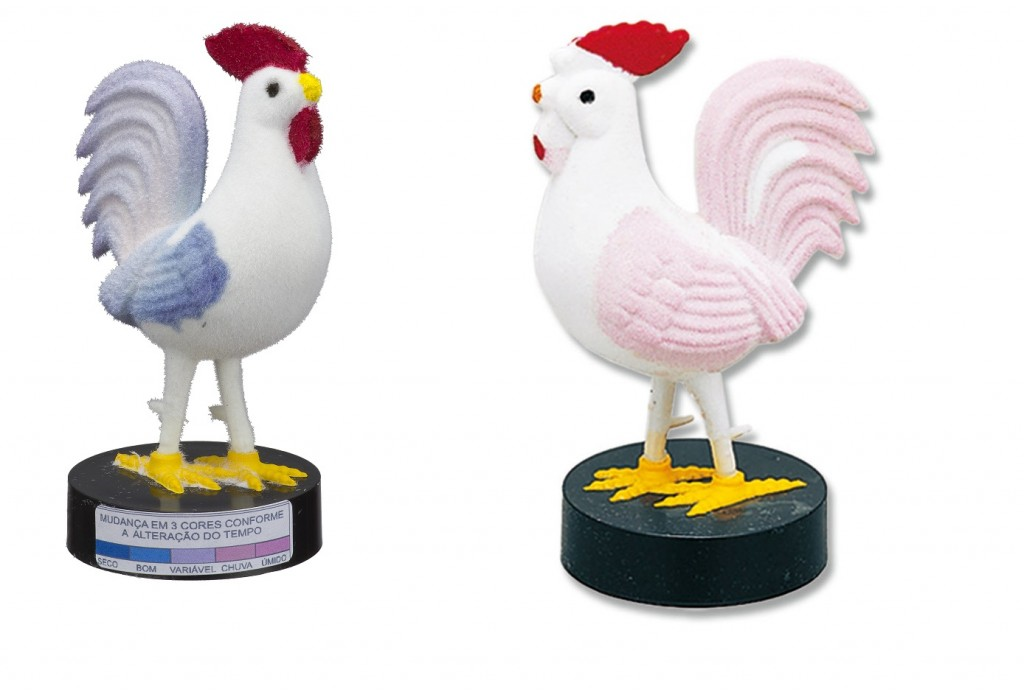 MUDANÇA EM 3 CORES CONFORME
A ALTERAÇÃO DO TEMPO
SECO BOM VARIÁVEL CHUVA ÚMIDO